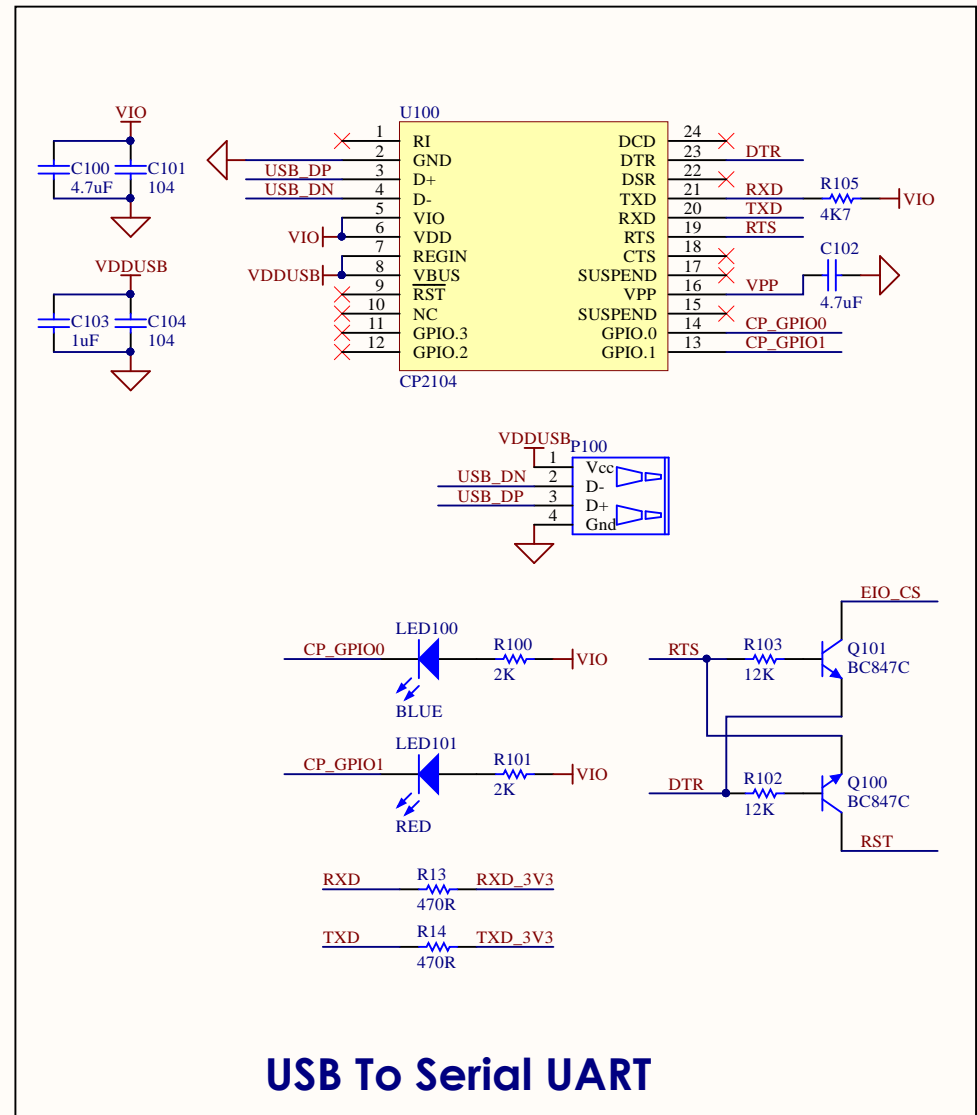 U100
VIO
1 RI DCD 24
2 GND DTR 23 DTR
C100 C101
4.7uF 104
USB_DP 3 D+ DSR 22
USB_DN 4 D- TXD 21 RXD R105 4K7 VIO
5 VIO RXD 20 TXD
VIO 6 VDD RTS 19 RTS
7 REGIN CTS 18
VDDUSB 8 VBUS SUSPEND 17
9 RST VPP 16 VPP C102 4.7uF
10 NC SUSPEND 15
11 GPIO.3 GPIO.0 14 CP_GPIO0
12 GPIO.2 GPIO.1 13 CP_GPIO1
CP2104
VDDUSB
C103 C104
1uF 104
VDDUSB P100
1 Vcc
USB_DN 2 D-
USB_DP 3 D+
4 Gnd
EIO_CS
LED100
CP_GPIO0 R100 VIO
2K
BLUE
RTS R103 Q101
12K BC847C
LED101
CP_GPIO1 R101 VIO
2K
RED
DTR R102 Q100
12K BC847C
RST
RXD R13 RXD_3V3
470R
TXD R14 TXD_3V3
470R
USB To Serial UART